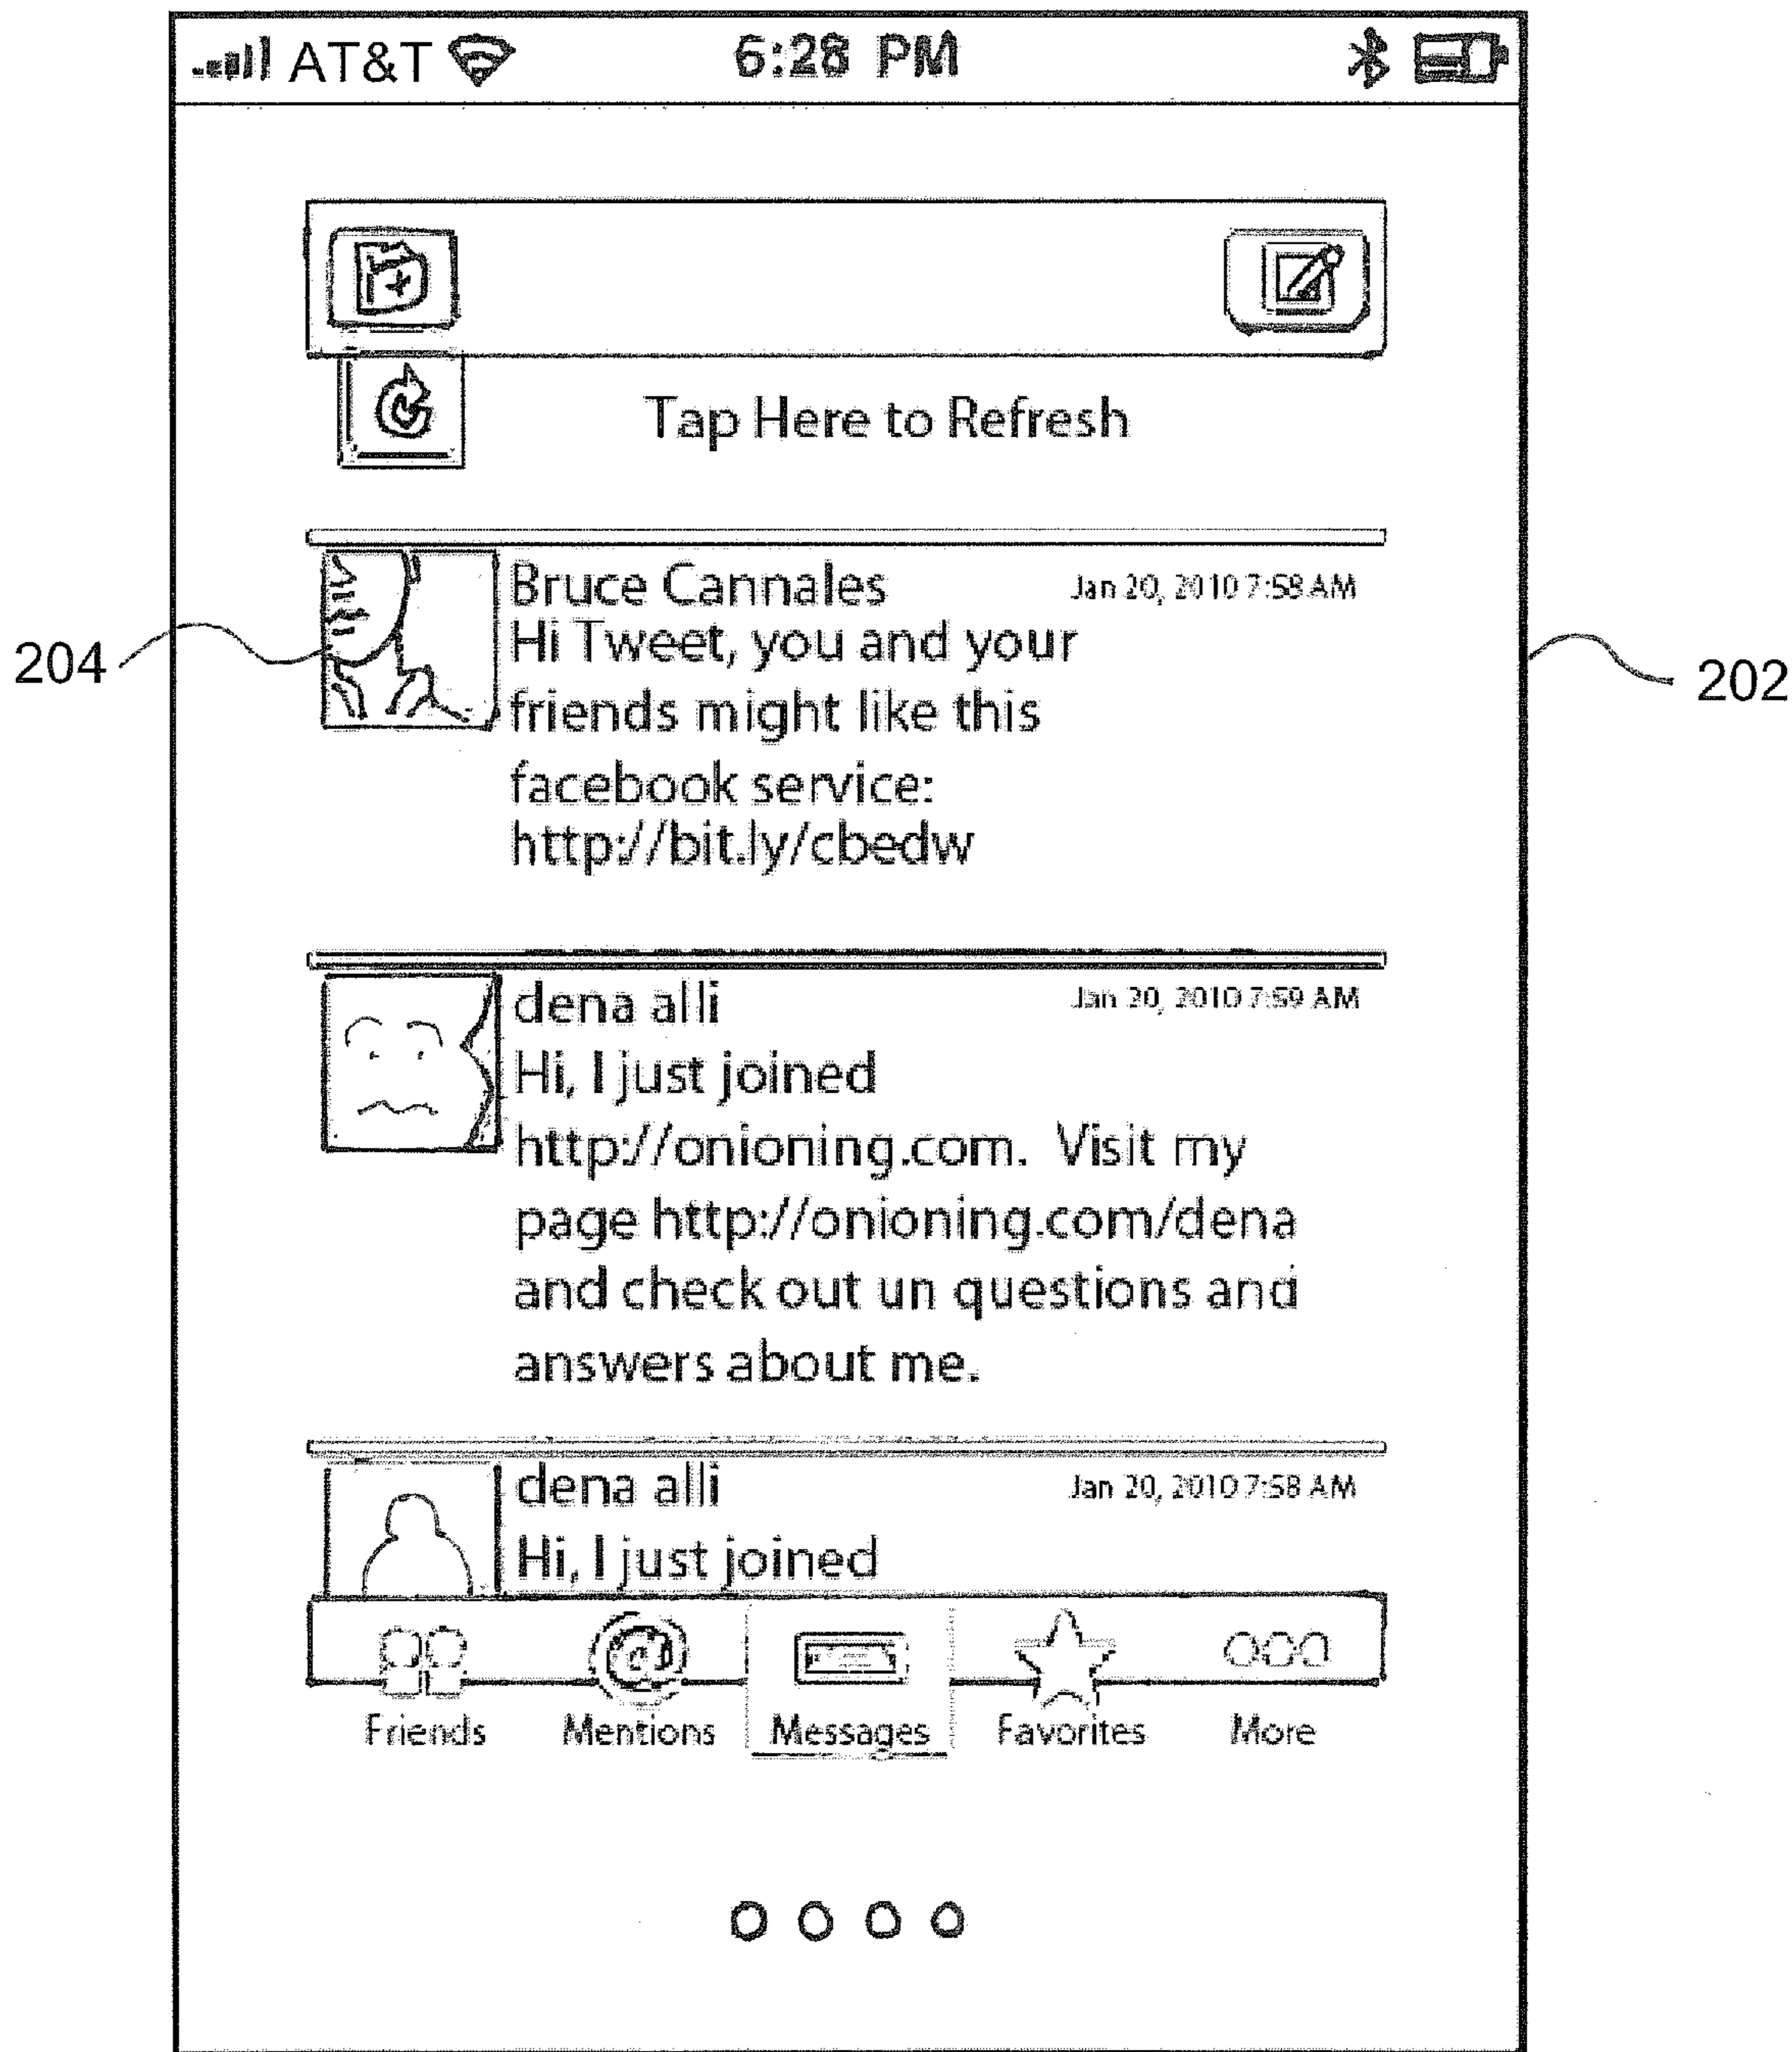 AT&T 6:28 PM
Tap Here to Refresh
Bruce Cannales Jan 20, 2010 7:58 AM
Hi Tweet, you and your
friends might like this
facebook service:
http://bit.ly/cbedw
204
202
dena alli Jan 20, 2010 7:59 AM
Hi, I just joined
http://onioning.com. Visit my
page http://onioning.com/dena
and check out un questions and
answers about me.
dena alli Jan 20, 2010 7:58 AM
Hi, I just joined
Friends Mentions Messages Favorites More